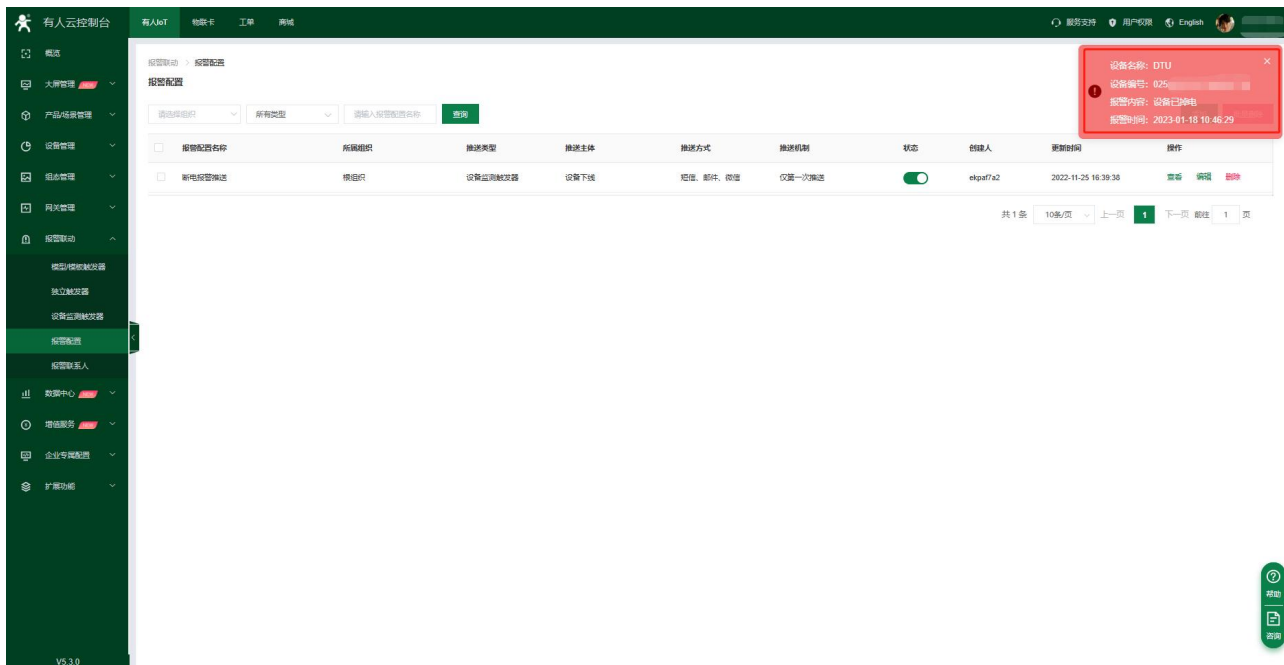 有人云控制台
有人IoT 物联卡 工单 商城
服务支持 用户权限 English
概览
大屏管理
产品/场景管理
设备管理
组态管理
网关管理
报警联动
模型/模板触发器
独立触发器
设备监测触发器
报警配置
报警联系人
数据中心
增值服务
企业专属配置
扩展功能
V5.3.0
报警联动 > 报警配置
报警配置
请选择组织 所有类型 请输入报警配置名称 查询
设备名称: DTU
设备编号: 025
报警内容: 设备已掉电
报警时间: 2023-01-18 10:46:29
报警配置名称 所属组织 推送类型 推送主体 推送方式 推送机制 状态 创建人 更新时间 操作
断电报警推送 根组织 设备监测触发器 设备下线 短信、邮件、微信 仅第一次推送 ekpaf7a2 2022-11-25 16:39:38 查看 编辑 删除
共 1 条 10条/页 上一页 1 下一页 前往 1 页
帮助
咨询